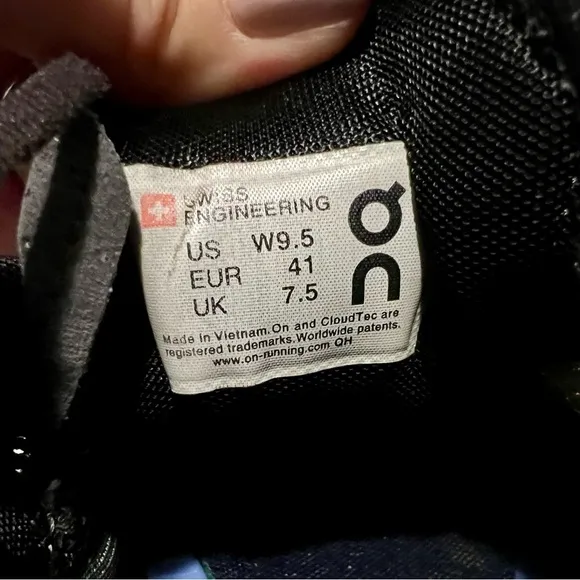 SWISS
ENGINEERING
US W9.5
EUR 41
UK 7.5
On
Made in Vietnam. On and CloudTec are
registered trademarks. Worldwide patents.
www.on-running.com QH